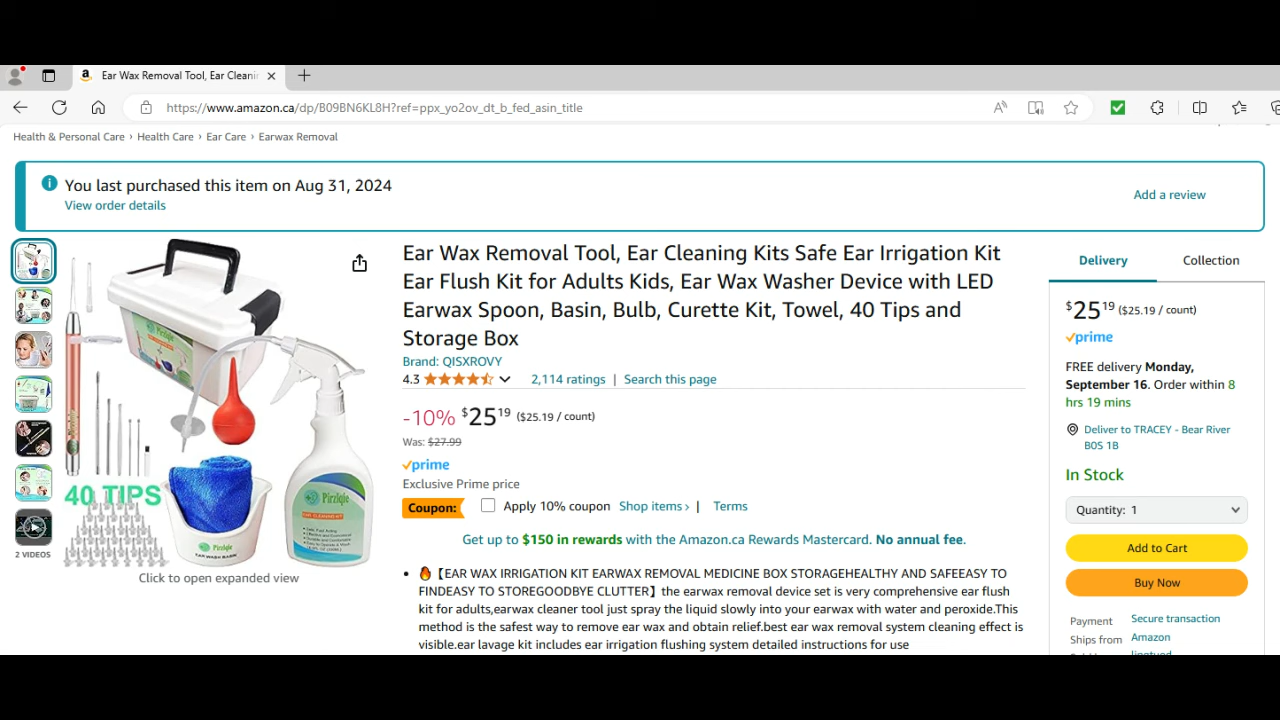 Ear Wax Removal Tool, Ear Cleanir
https://www.amazon.ca/dp/B09BN6KL8H?ref=ppx_yo2ov_dt_b_fed_asin_title
Health & Personal Care › Health Care › Ear Care › Earwax Removal
You last purchased this item on Aug 31, 2024
View order details
Add a review
Ear Wax Removal Tool, Ear Cleaning Kits Safe Ear Irrigation Kit
Ear Flush Kit for Adults Kids, Ear Wax Washer Device with LED
Earwax Spoon, Basin, Bulb, Curette Kit, Towel, 40 Tips and
Storage Box
Brand: QISXROVY
4.3
2,114 ratings | Search this page
-10% $25 19 ($25.19 / count)
Was: $27.99
prime
Exclusive Prime price
Coupon: Apply 10% coupon Shop items › | Terms
Get up to $150 in rewards with the Amazon.ca Rewards Mastercard. No annual fee.
• 🔥【EAR WAX IRRIGATION KIT EARWAX REMOVAL MEDICINE BOX STORAGEHEALTHY AND SAFEEASY TO
FINDEASY TO STOREGOODBYE CLUTTER】the earwax removal device set is very comprehensive ear flush
kit for adults,earwax cleaner tool just spray the liquid slowly into your earwax with water and peroxide.This
method is the safest way to remove ear wax and obtain relief.best ear wax removal system cleaning effect is
visible.ear lavage kit includes ear irrigation flushing system detailed instructions for use
40 TIPS
Pirzlqie
EAR CLEANING KIT
Pirzlqie
EAR WAX BASIN
2 VIDEOS
Click to open expanded view
Delivery
Collection
$25 19 ($25.19 / count)
prime
FREE delivery Monday,
September 16. Order within 8
hrs 19 mins
Deliver to TRACEY - Bear River
B0S 1B
In Stock
Quantity: 1
Add to Cart
Buy Now
Payment Secure transaction
Ships from Amazon